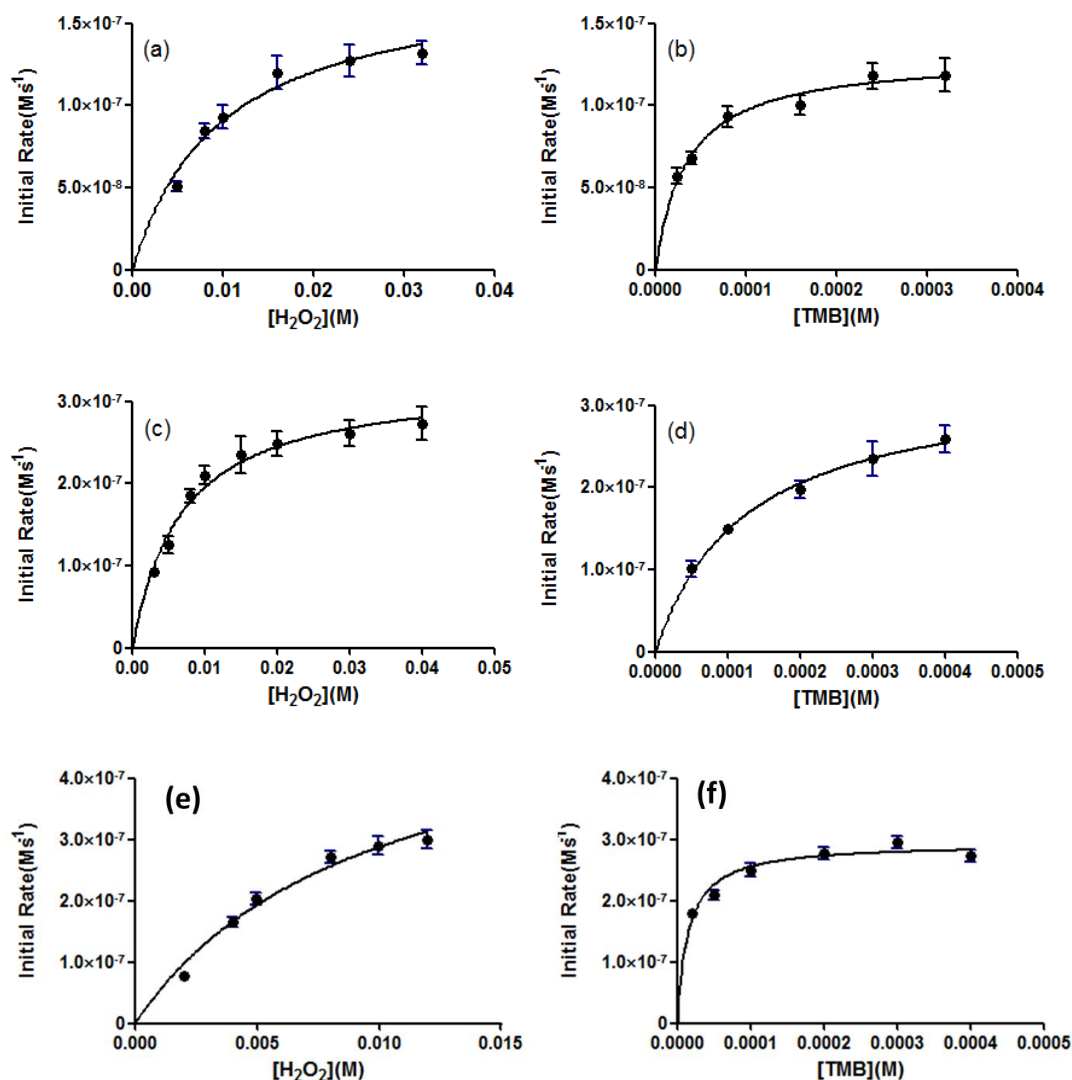 (a)
Initial Rate(Ms⁻¹)
1.5×10⁻⁷
1.0×10⁻⁷
5.0×10⁻⁸
0
0.00 0.01 0.02 0.03 0.04
[H₂O₂](M)
(b)
Initial Rate(Ms⁻¹)
1.5×10⁻⁷
1.0×10⁻⁷
5.0×10⁻⁸
0
0.0000 0.0001 0.0002 0.0003 0.0004
[TMB](M)
(c)
Initial Rate(Ms⁻¹)
3.0×10⁻⁷
2.0×10⁻⁷
1.0×10⁻⁷
0
0.00 0.01 0.02 0.03 0.04 0.05
[H₂O₂](M)
(d)
Initial Rate(Ms⁻¹)
3.0×10⁻⁷
2.0×10⁻⁷
1.0×10⁻⁷
0
0.0000 0.0001 0.0002 0.0003 0.0004 0.0005
[TMB](M)
(e)
Initial Rate(Ms⁻¹)
4.0×10⁻⁷
3.0×10⁻⁷
2.0×10⁻⁷
1.0×10⁻⁷
0
0.000 0.005 0.010 0.015
[H₂O₂](M)
(f)
Initial Rate(Ms⁻¹)
4.0×10⁻⁷
3.0×10⁻⁷
2.0×10⁻⁷
1.0×10⁻⁷
0
0.0000 0.0001 0.0002 0.0003 0.0004 0.0005
[TMB](M)